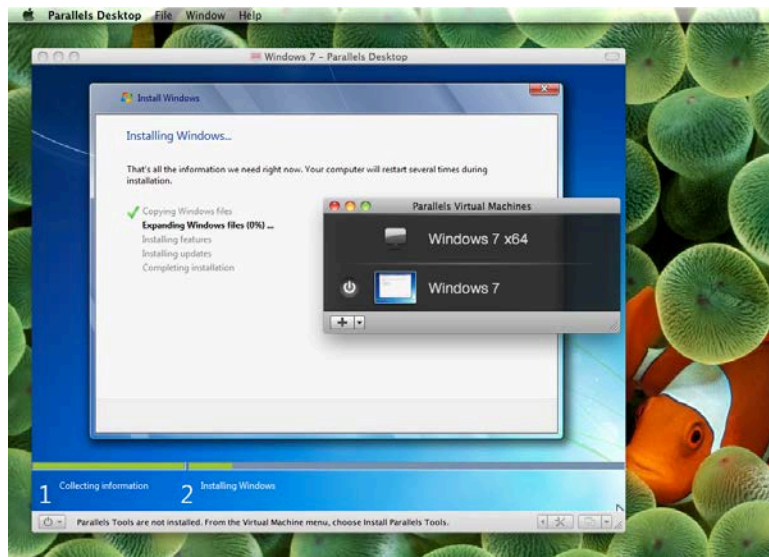 Parallels Desktop File Window Help
Windows 7 - Parallels Desktop
Install Windows
Installing Windows...
That's all the information we need right now. Your computer will restart several times during
installation.
Copying Windows files
Expanding Windows files (0%) ...
Installing features
Installing updates
Completing installation
Parallels Virtual Machines
Windows 7 x64
Windows 7
1 Collecting information 2 Installing Windows
Parallels Tools are not installed. From the Virtual Machine menu, choose Install Parallels Tools.